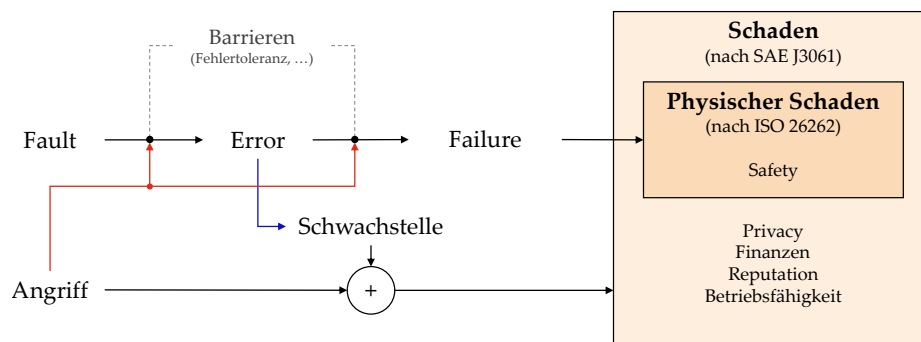 Barrieren
(Fehlertoleranz, ...)
Fault
Error
Failure
Schwachstelle
Angriff
+
Schaden
(nach SAE J3061)
Physischer Schaden
(nach ISO 26262)
Safety
Privacy
Finanzen
Reputation
Betriebsfähigkeit